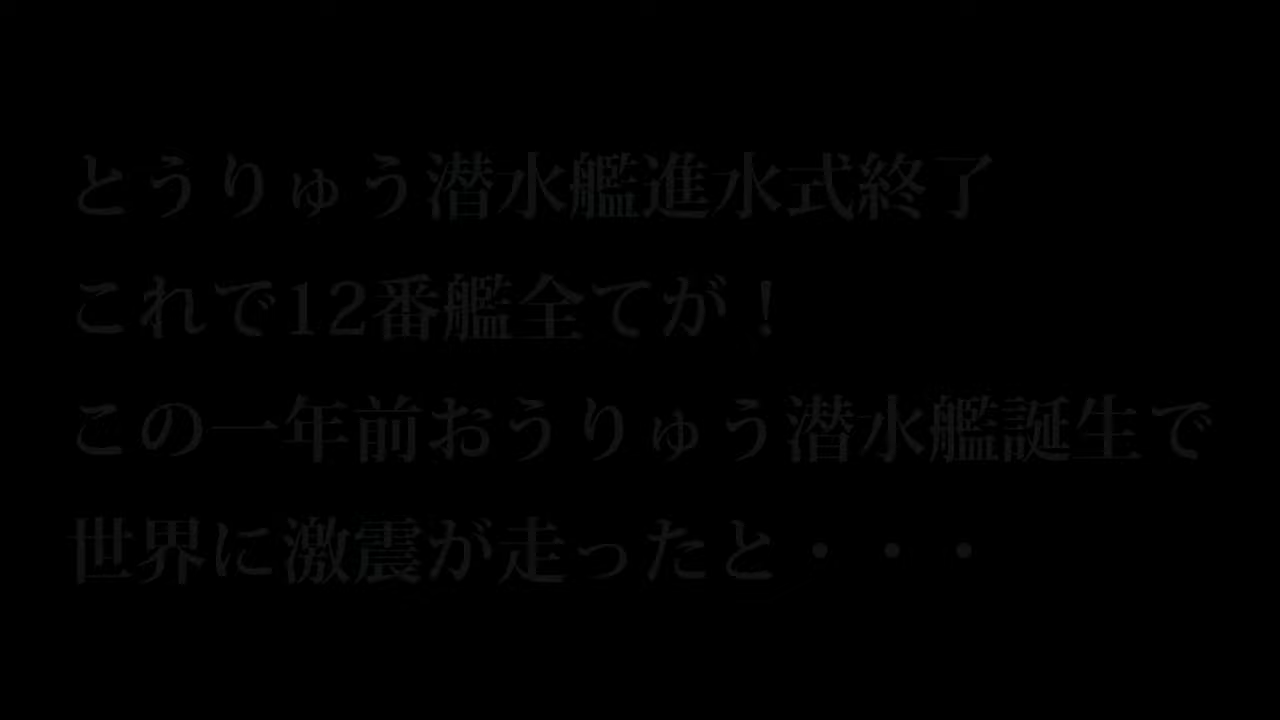 とうりゅう潜水艦進水式終了
これで12番艦全てが！
この一年前おうりゅう潜水艦誕生で
世界に激震が走ったと・・・